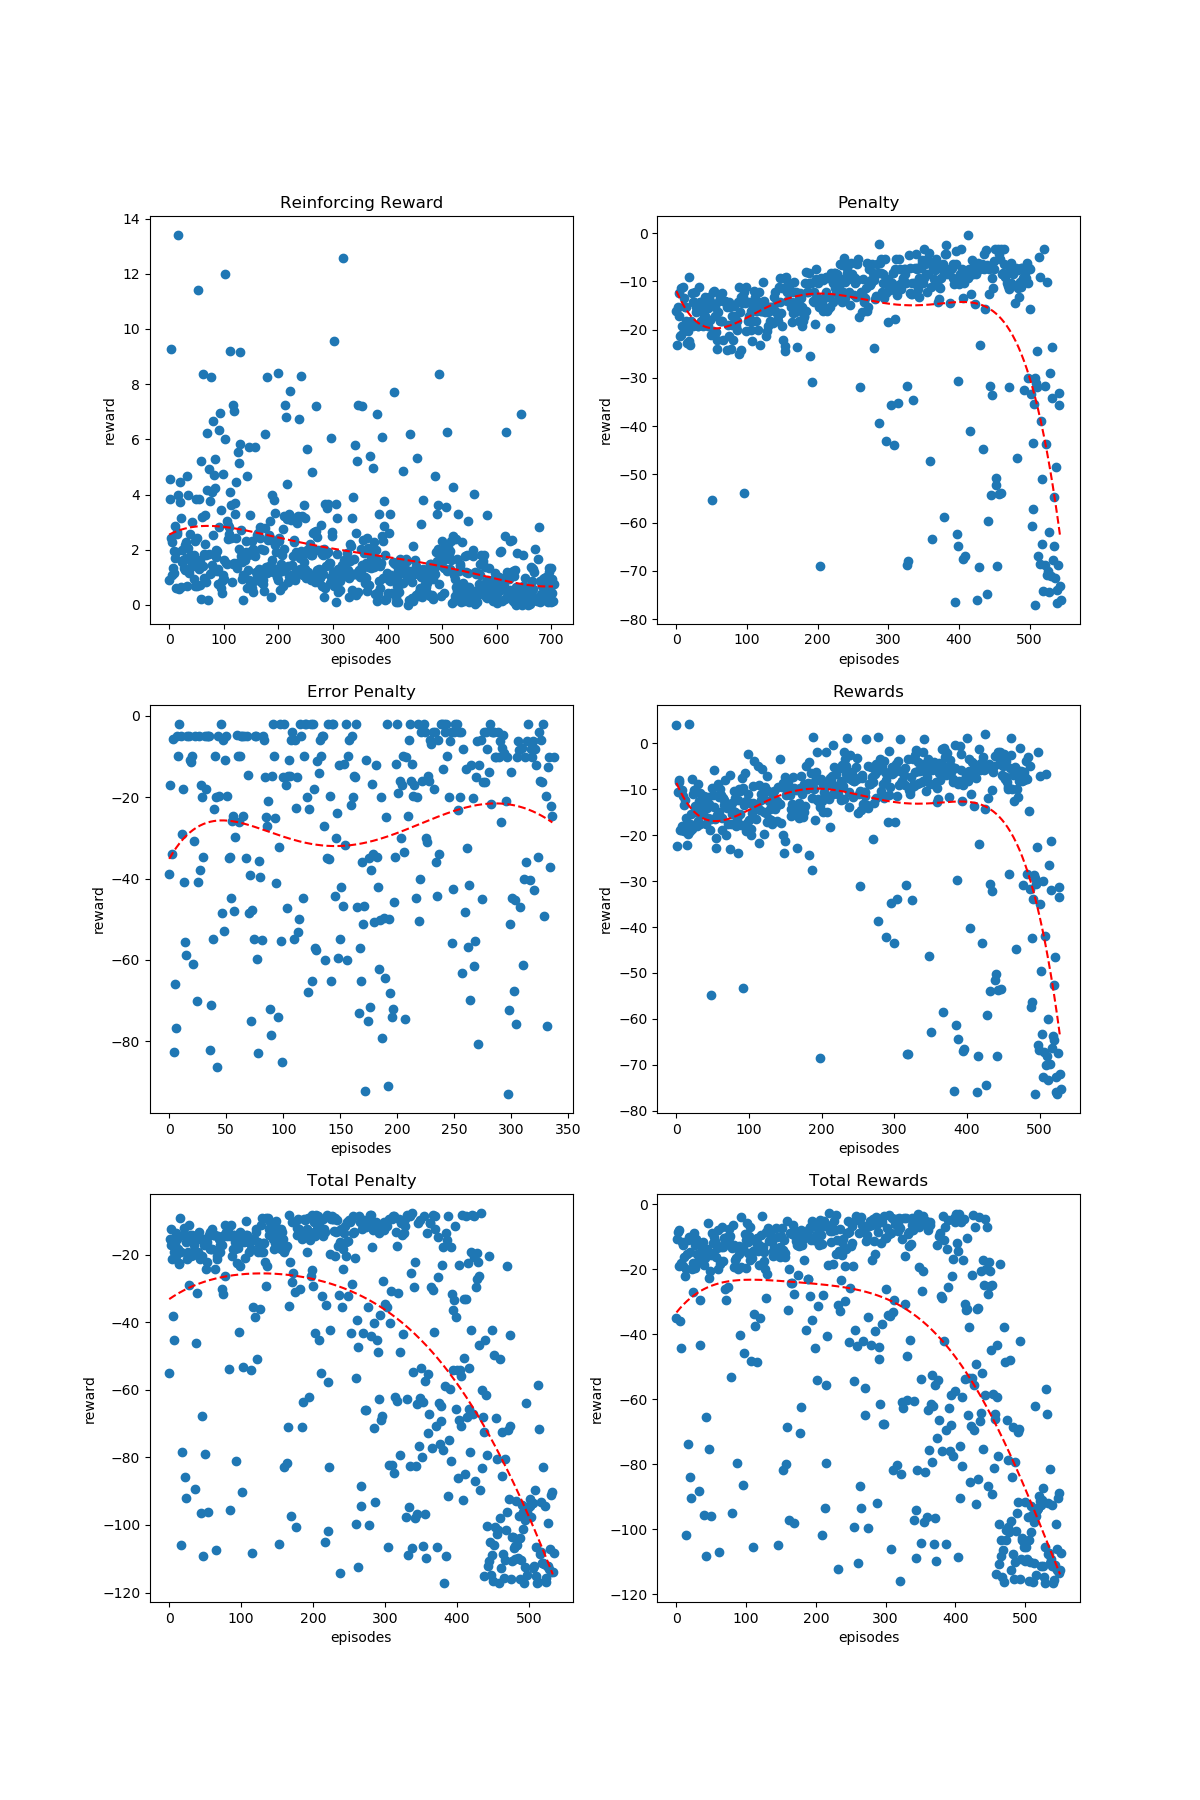 Reinforcing Reward
14
12
10
8
6
4
2
0
reward
0 100 200 300 400 500 600 700
episodes
Penalty
0
−10
−20
−30
−40
−50
−60
−70
−80
reward
0 100 200 300 400 500
episodes
Error Penalty
0
−20
−40
−60
−80
reward
0 50 100 150 200 250 300 350
episodes
Rewards
0
−10
−20
−30
−40
−50
−60
−70
−80
reward
0 100 200 300 400 500
episodes
Total Penalty
−20
−40
−60
−80
−100
−120
reward
0 100 200 300 400 500
episodes
Total Rewards
0
−20
−40
−60
−80
−100
−120
reward
0 100 200 300 400 500
episodes